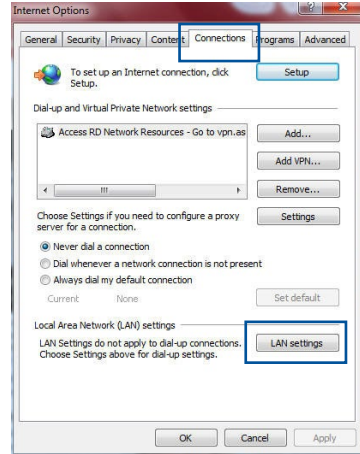 Internet Options
General Security Privacy Content Connections Programs Advanced
To set up an Internet connection, click
Setup.
Setup
Dial-up and Virtual Private Network settings
Access RD Network Resources - Go to vpn.as
Add...
Add VPN...
Remove...
Choose Settings if you need to configure a proxy
server for a connection.
Settings
Never dial a connection
Dial whenever a network connection is not present
Always dial my default connection
Current None
Set default
Local Area Network (LAN) settings
LAN Settings do not apply to dial-up connections.
Choose Settings above for dial-up settings.
LAN settings
OK Cancel Apply